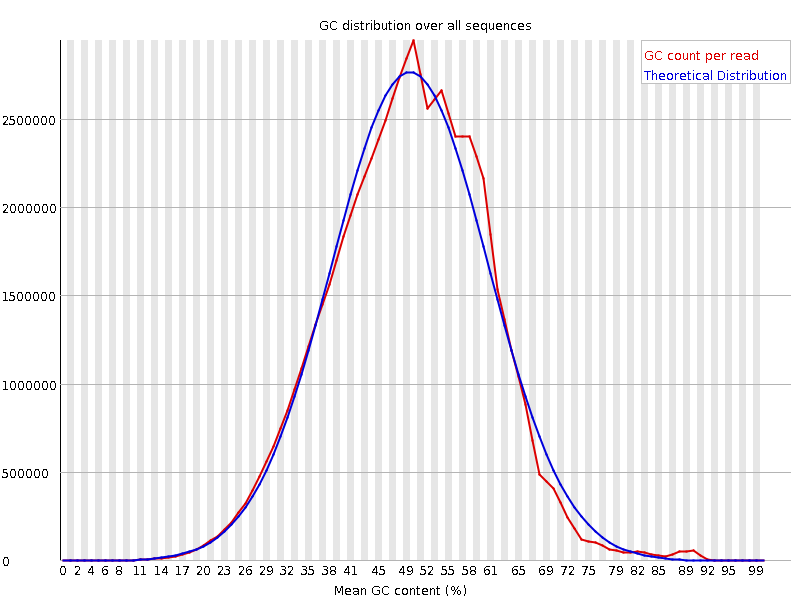 GC distribution over all sequences
GC count per read
Theoretical Distribution
2500000
2000000
1500000
1000000
500000
0
0 2 4 6 8 11 14 17 20 23 26 29 32 35 38 41 45 49 52 55 58 61 65 69 72 75 79 82 85 89 92 95 99
Mean GC content (%)